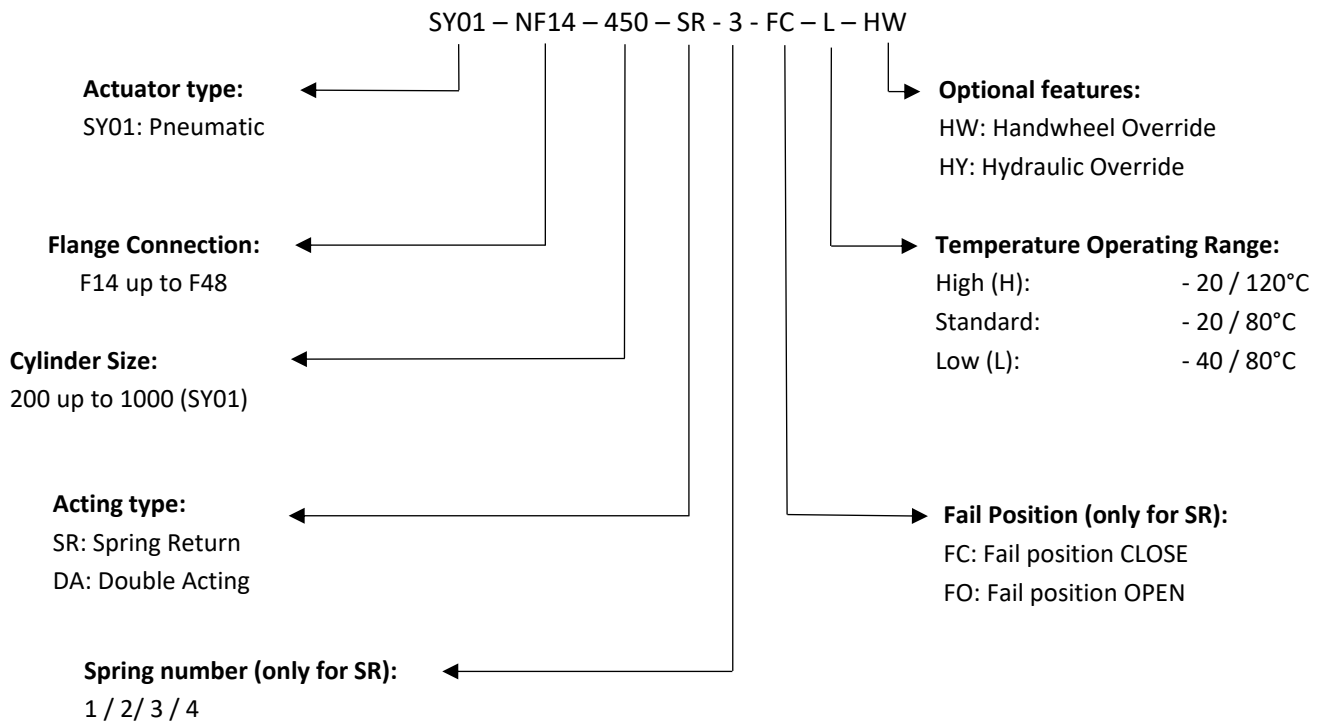 SY01 – NF14 – 450 – SR - 3 - FC – L – HW
Actuator type:
SY01: Pneumatic
Optional features:
HW: Handwheel Override
HY: Hydraulic Override
Flange Connection:
F14 up to F48
Temperature Operating Range:
High (H): - 20 / 120°C
Standard: - 20 / 80°C
Low (L): - 40 / 80°C
Cylinder Size:
200 up to 1000 (SY01)
Acting type:
SR: Spring Return
DA: Double Acting
Fail Position (only for SR):
FC: Fail position CLOSE
FO: Fail position OPEN
Spring number (only for SR):
1 / 2/ 3 / 4